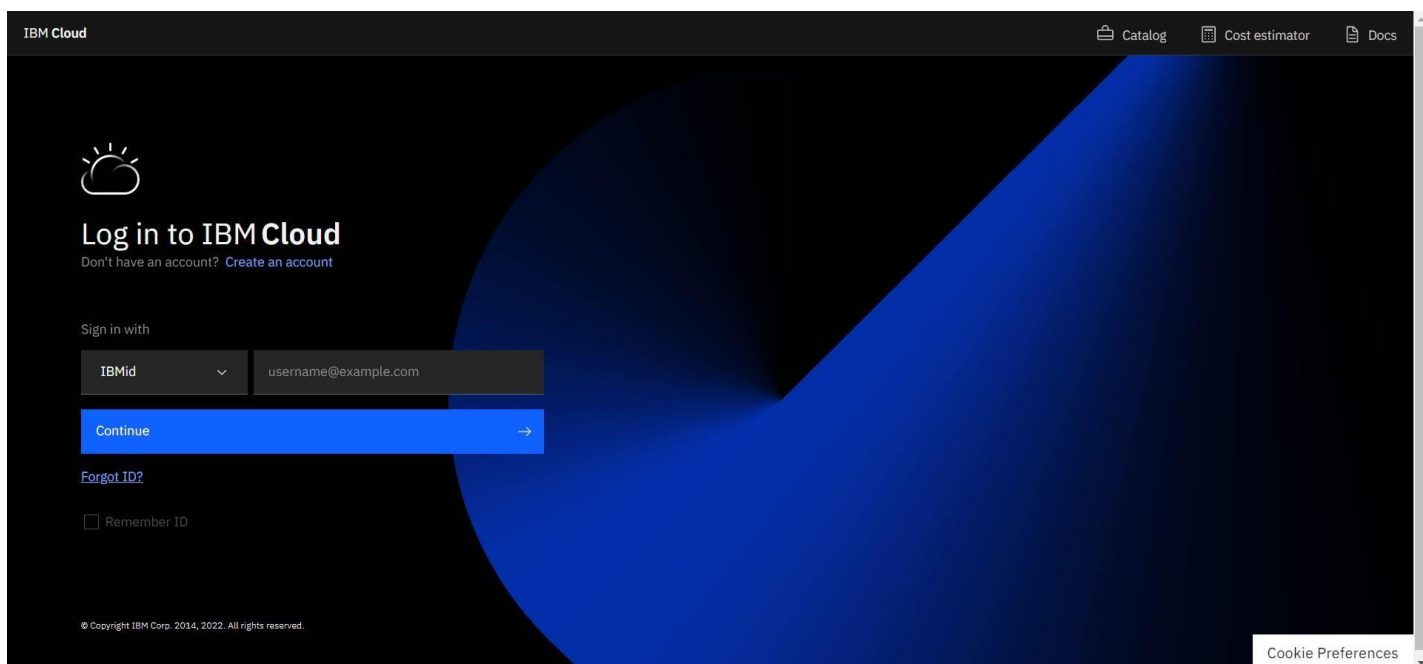 IBM Cloud
Catalog
Cost estimator
Docs
Log in to IBM Cloud
Don't have an account? Create an account
Sign in with
IBMid
username@example.com
Continue
Forgot ID?
Remember ID
© Copyright IBM Corp. 2014, 2022. All rights reserved.
Cookie Preferences